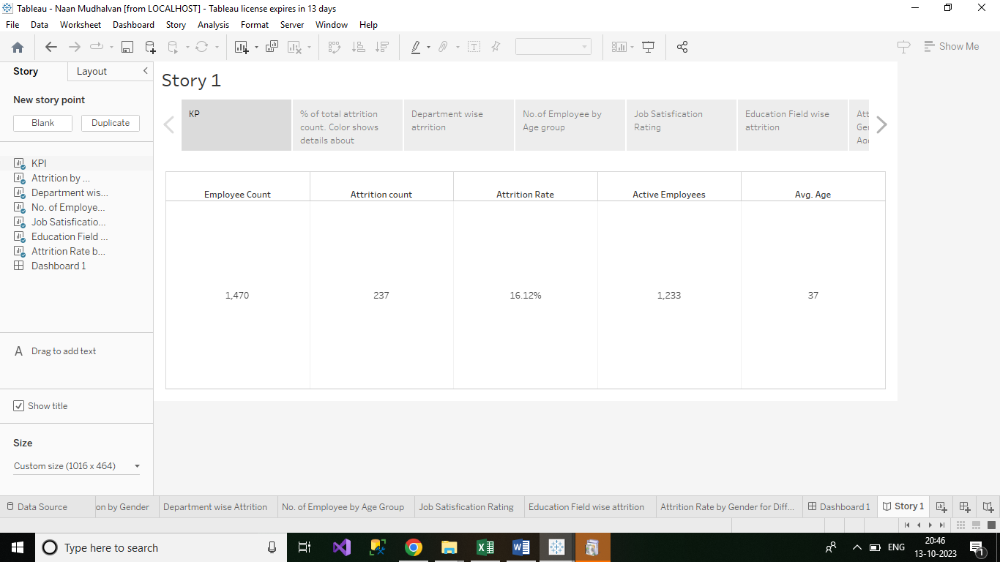 Tableau - Naan Mudhalvan [from LOCALHOST] - Tableau license expires in 13 days
File Data Worksheet Dashboard Story Analysis Format Server Window Help
Show Me
Story Layout
New story point
Blank Duplicate
KPI
Attrition by ...
Department wis...
No. of Employe...
Job Satisfactio...
Education Field ...
Attrition Rate b...
Dashboard 1
A Drag to add text
Show title
Size
Custom size (1016 x 464)
Story 1
KP
% of total attrition
count. Color shows
details about
Department wise
atrrition
No.of Employee by
Age group
Job Satisfication
Rating
Education Field wise
attrition
Employee Count Attrition count Attrition Rate Active Employees Avg. Age
1,470 237 16.12% 1,233 37
Data Source on by Gender Department wise Attrition No. of Employee by Age Group Job Satisfication Rating Education Field wise attrition Attrition Rate by Gender for Diff... Dashboard 1 Story 1
Type here to search
ENG
20:46
13-10-2023
1